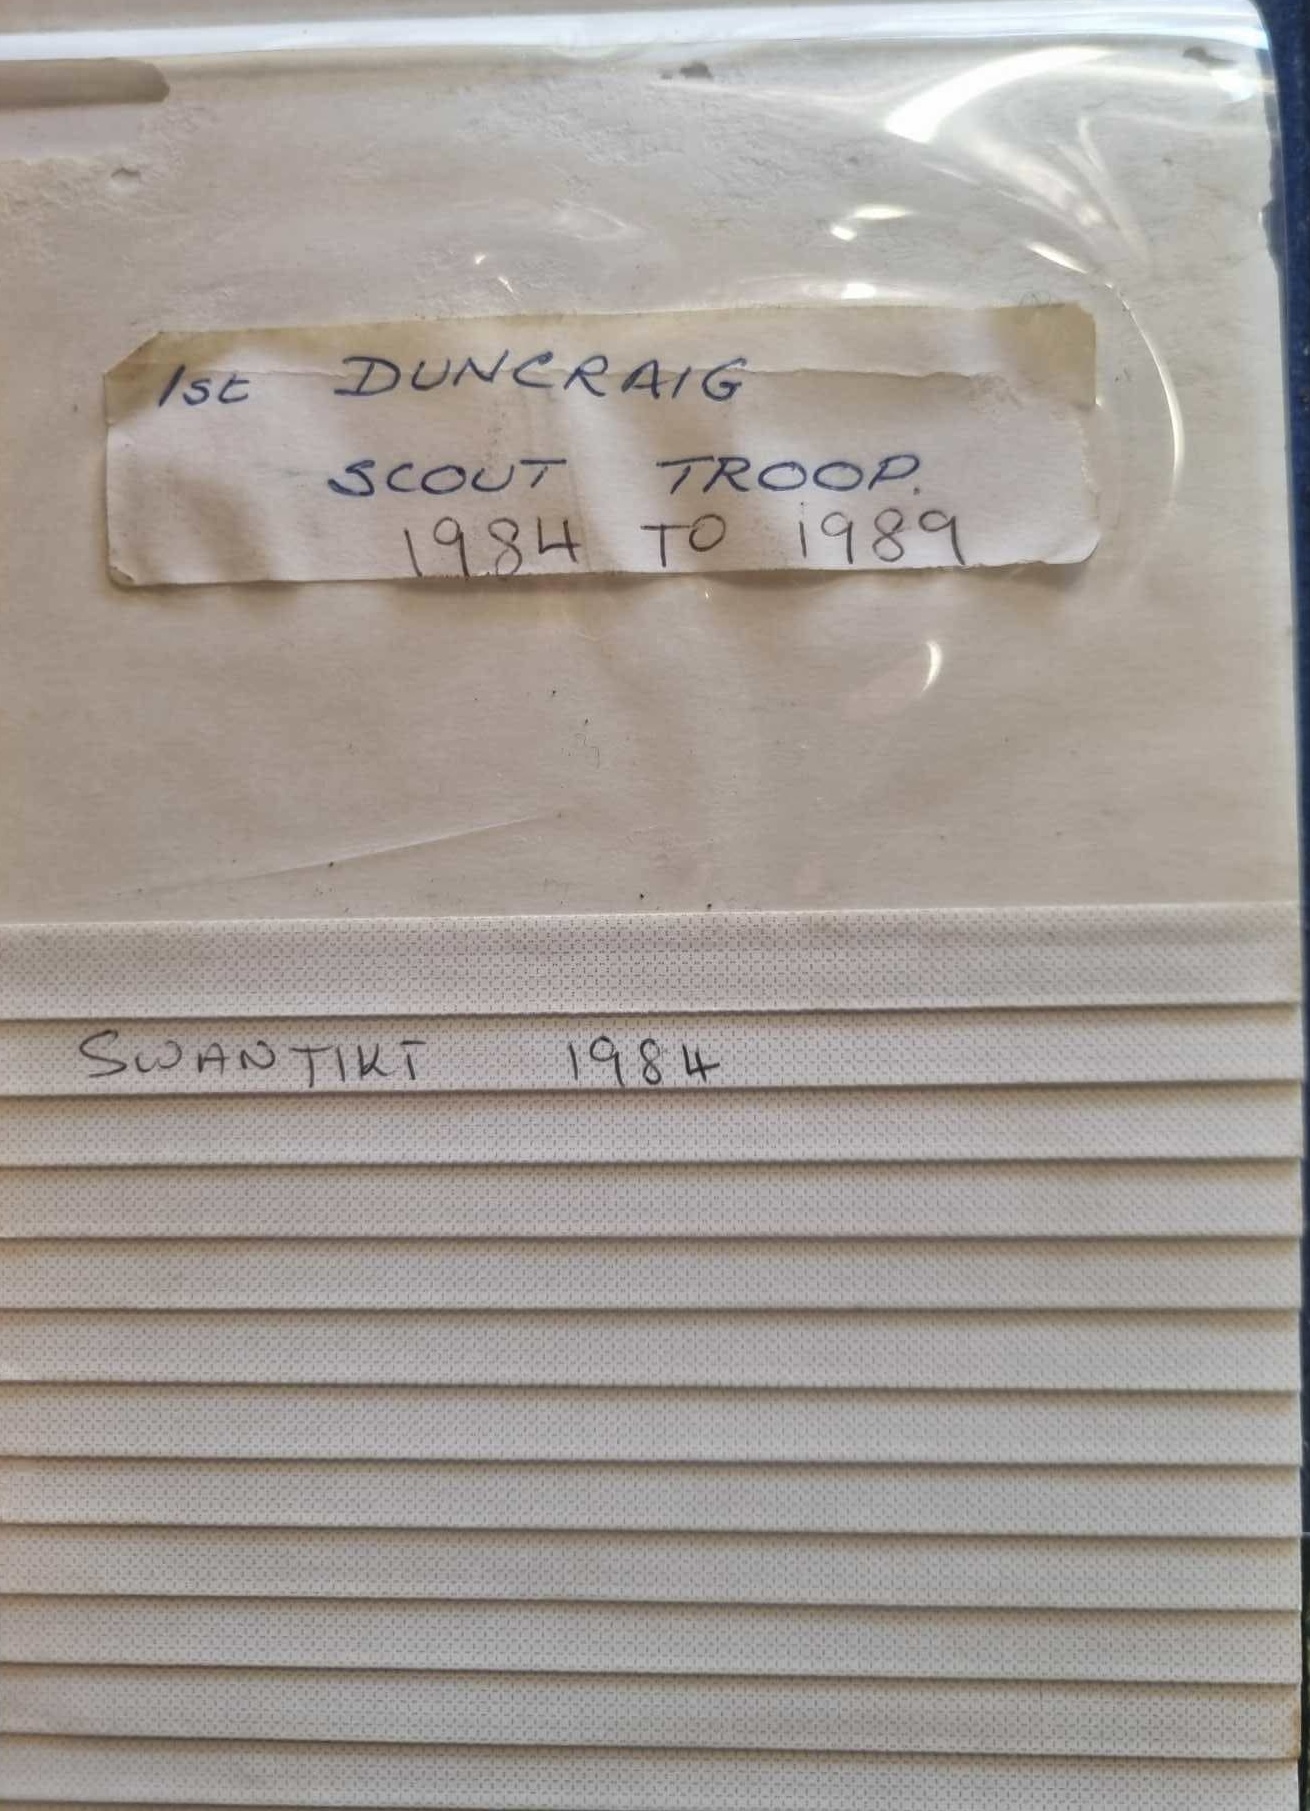 1st DUNCRAIG
SCOUT TROOP.
1984 TO 1989
SWANTIKI 1984